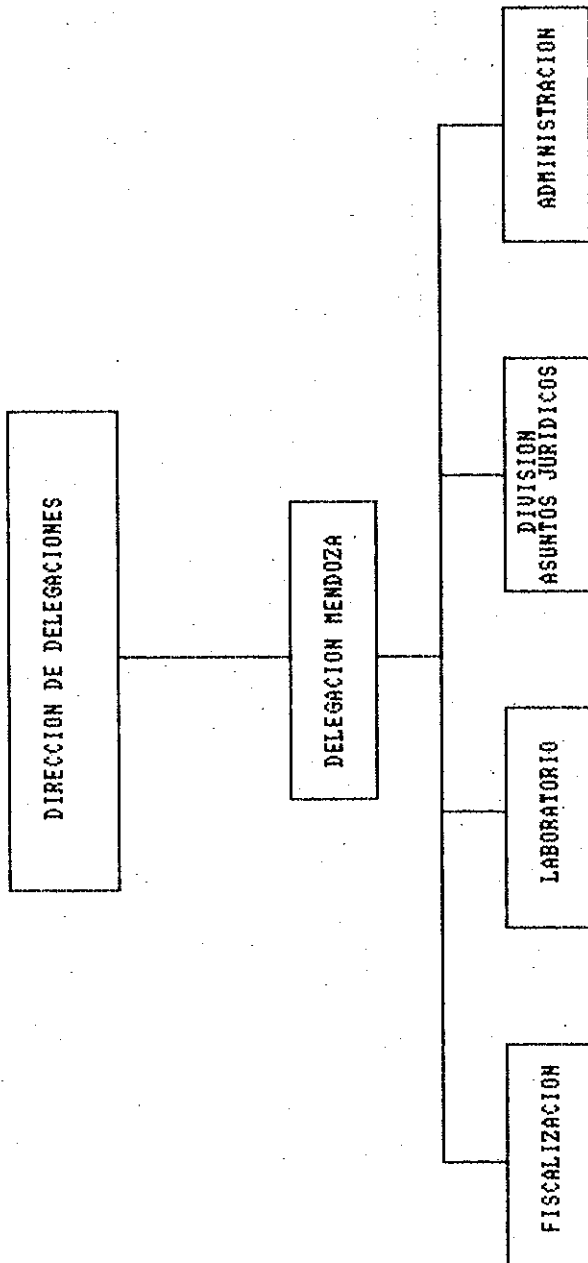 DIRECCION DE DELEGACIONES
DELEGACION MENDOZA
FISCALIZACION
LABORATORIO
DIVISION
ASUNTOS JURIDICOS
ADMINISTRACION